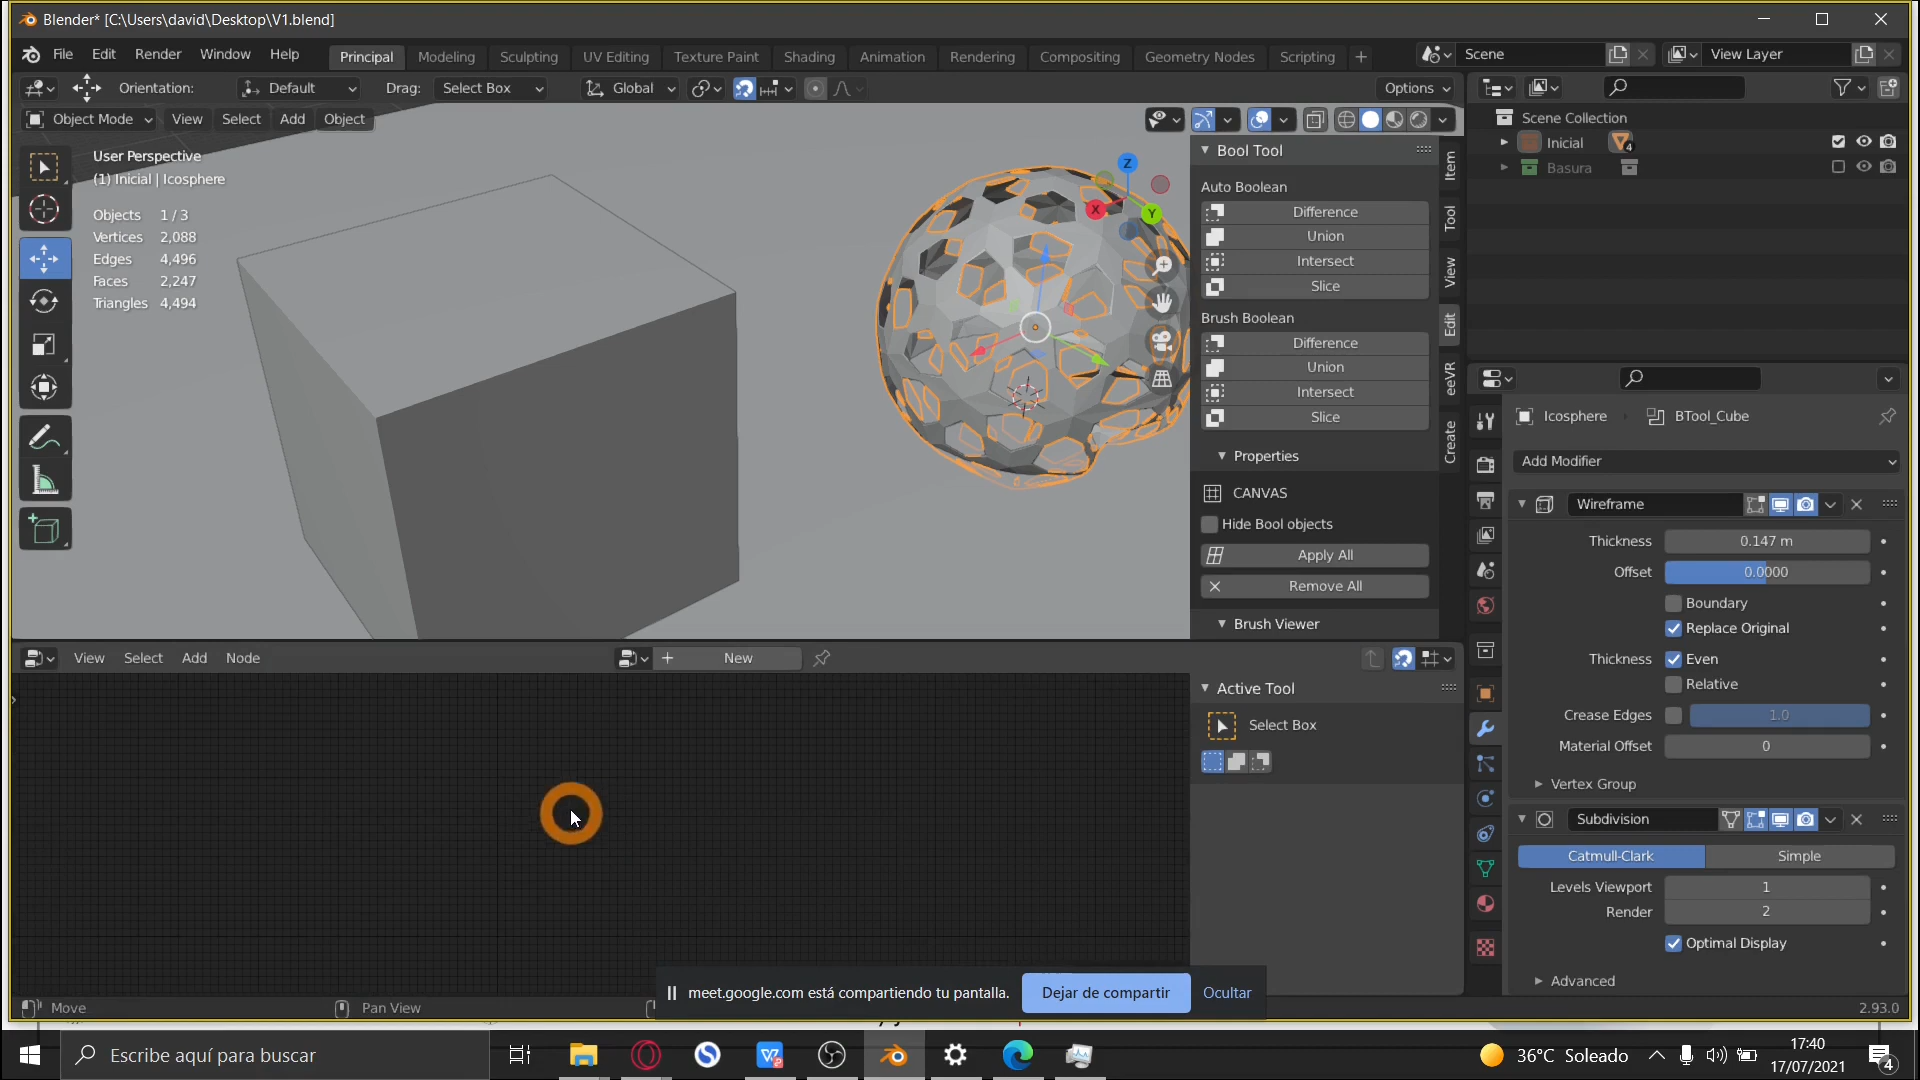 Blender* [C:\Users\david\Desktop\V1.blend]
File Edit Render Window Help Principal Modeling Sculpting UV Editing Texture Paint Shading Animation Rendering Compositing Geometry Nodes Scripting + Scene View Layer
Orientation: Default Drag: Select Box Global Options
Object Mode View Select Add Object
User Perspective
(1) Inicial | Icosphere
Objects 1/3
Vertices 2,088
Edges 4,496
Faces 2,247
Triangles 4,494
Z
X
Y
Bool Tool
Auto Boolean
Difference
Union
Intersect
Slice
Brush Boolean
Difference
Union
Intersect
Slice
Properties
CANVAS
Hide Bool objects
Apply All
Remove All
Brush Viewer
Item
Tool
View
Edit
eeVR
Create
Scene Collection
Inicial 4
Basura
Icosphere BTool_Cube
Add Modifier
Wireframe
Thickness 0.147 m
Offset 0.0000
Boundary
Replace Original
Thickness Even
Relative
Crease Edges 1.0
Material Offset 0
Vertex Group
Subdivision
Catmull-Clark Simple
Levels Viewport 1
Render 2
Optimal Display
Advanced
View Select Add Node New
Active Tool
Select Box
meet.google.com está compartiendo tu pantalla. Dejar de compartir Ocultar
Move Pan View 2.93.0
Escribe aquí para buscar
36°C Soleado
17:40
17/07/2021
4